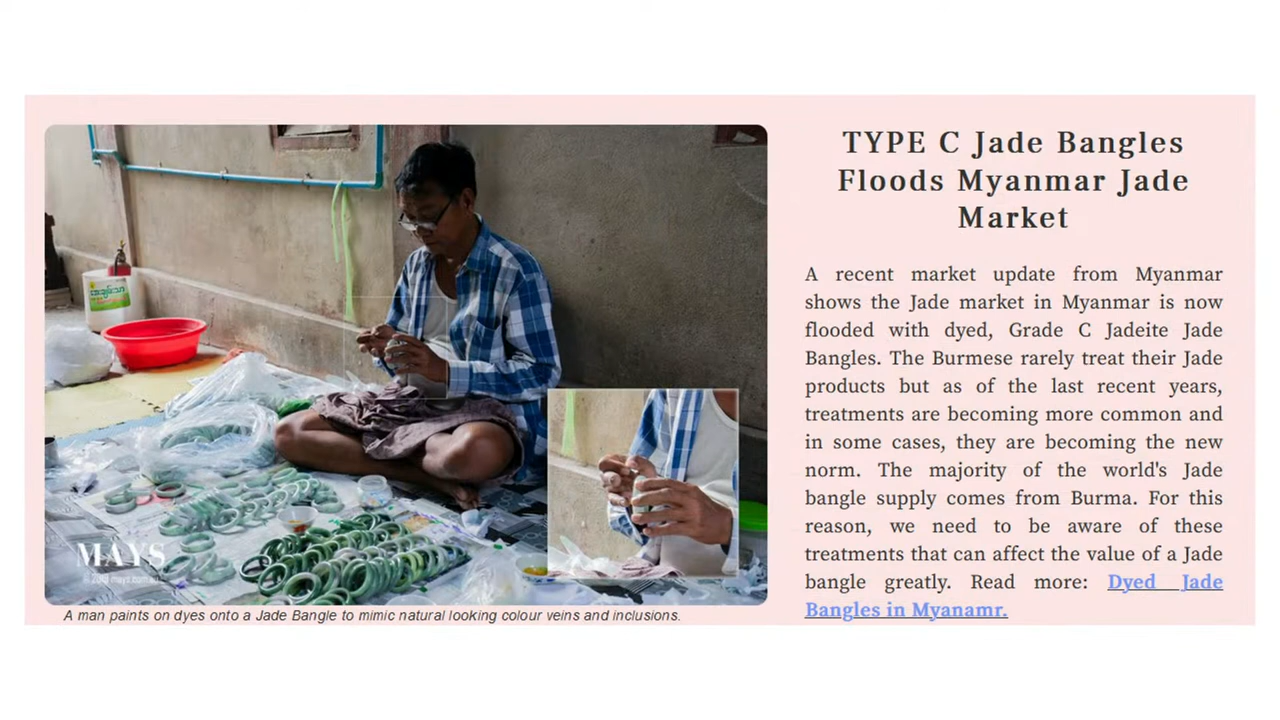 TYPE C Jade Bangles
Floods Myanmar Jade
Market
A recent market update from Myanmar
shows the Jade market in Myanmar is now
flooded with dyed, Grade C Jadeite Jade
Bangles. The Burmese rarely treat their Jade
products but as of the last recent years,
treatments are becoming more common and
in some cases, they are becoming the new
norm. The majority of the world's Jade
bangle supply comes from Burma. For this
reason, we need to be aware of these
treatments that can affect the value of a Jade
bangle greatly. Read more: Dyed Jade
Bangles in Myanamr.
MAYS
A man paints on dyes onto a Jade Bangle to mimic natural looking colour veins and inclusions.